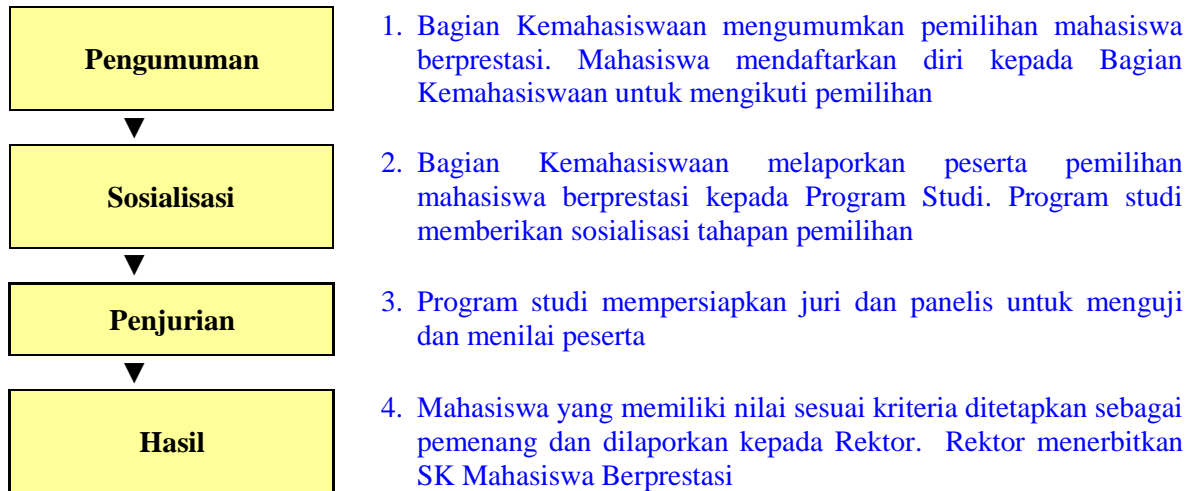 Pengumuman
1. Bagian Kemahasiswaan mengumumkan pemilihan mahasiswa
berprestasi. Mahasiswa mendaftarkan diri kepada Bagian
Kemahasiswaan untuk mengikuti pemilihan
Sosialisasi
2. Bagian Kemahasiswaan melaporkan peserta pemilihan
mahasiswa berprestasi kepada Program Studi. Program studi
memberikan sosialisasi tahapan pemilihan
Penjurian
3. Program studi mempersiapkan juri dan panelis untuk menguji
dan menilai peserta
Hasil
4. Mahasiswa yang memiliki nilai sesuai kriteria ditetapkan sebagai
pemenang dan dilaporkan kepada Rektor. Rektor menerbitkan
SK Mahasiswa Berprestasi